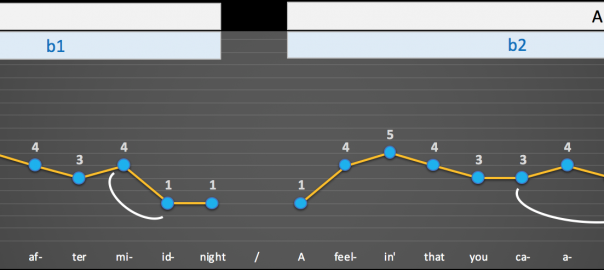 A
b1 b2
4 3 4 1 1 1 4 5 4 3 3 4
af- ter mi- id- night / A feel- in' that you ca- a-